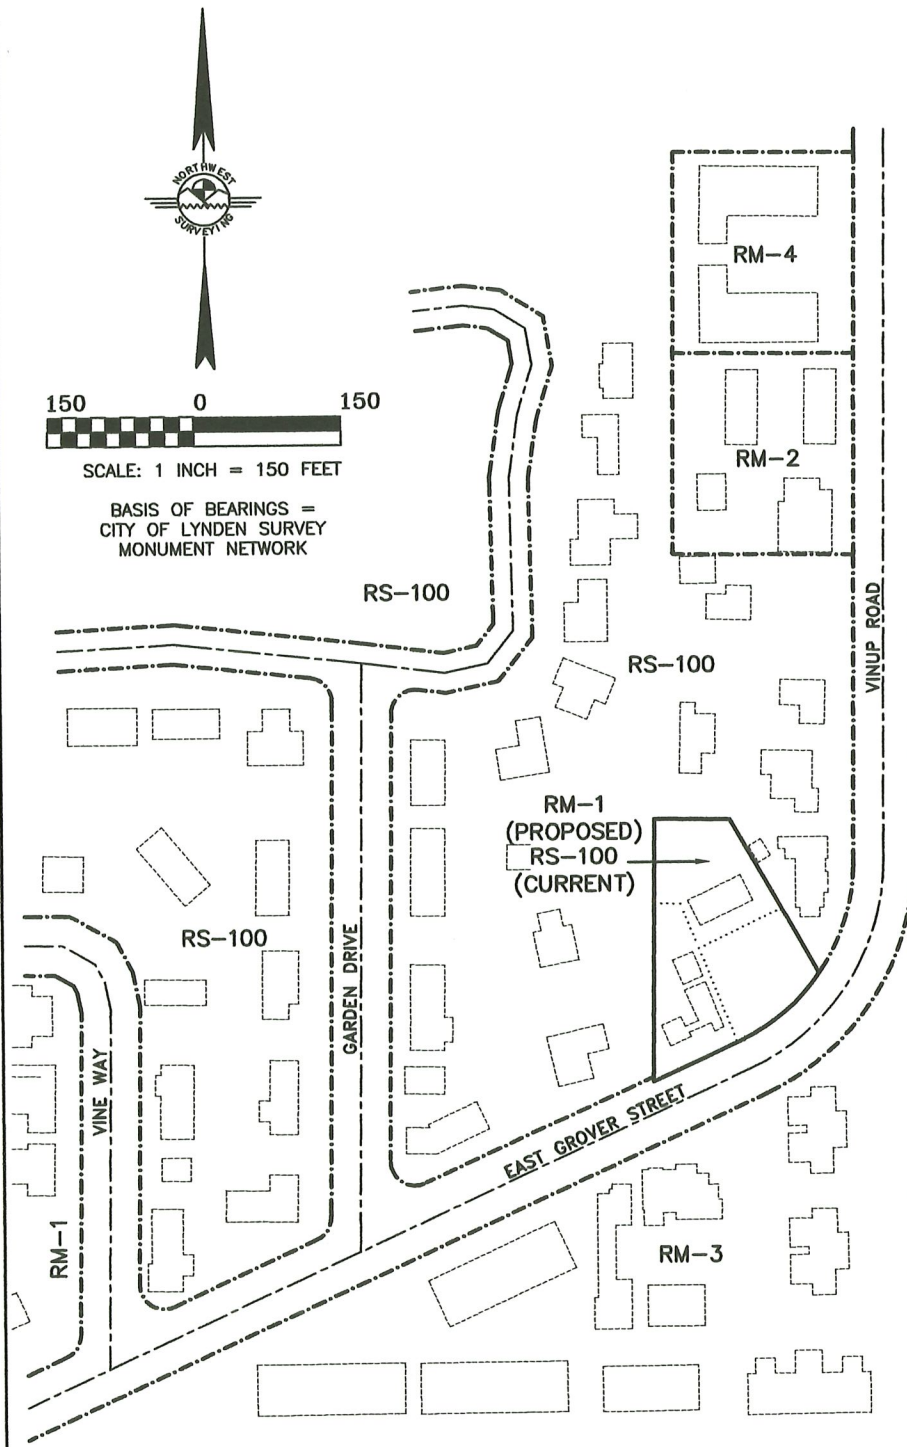 NORTHWEST
SURVEYING
150 0 150
SCALE: 1 INCH = 150 FEET
BASIS OF BEARINGS =
CITY OF LYNDEN SURVEY
MONUMENT NETWORK
RM-4
RM-2
RS-100
RS-100
VINUP ROAD
RM-1
(PROPOSED)
RS-100
(CURRENT)
RS-100
GARDEN DRIVE
VINE WAY
EAST GROVER STREET
RM-1
RM-3